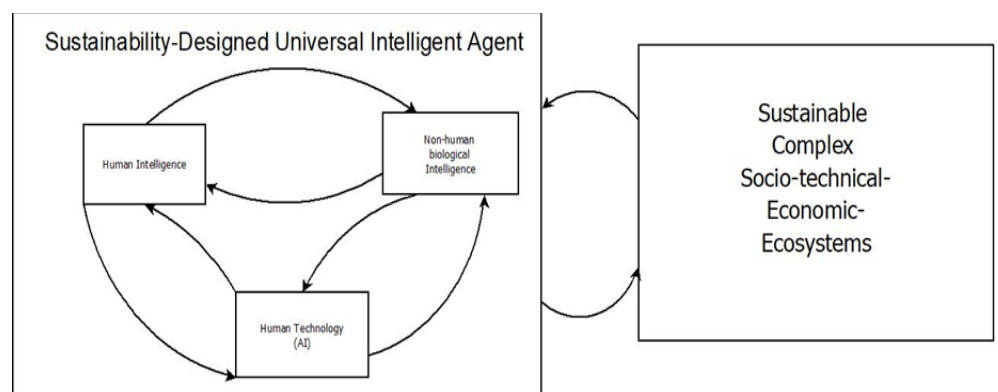 Sustainability-Designed Universal Intelligent Agent
Human Intelligence
Non-human
biological
Intelligence
Human Technology
(AI)
Sustainable
Complex
Socio-technical-
Economic-
Ecosystems